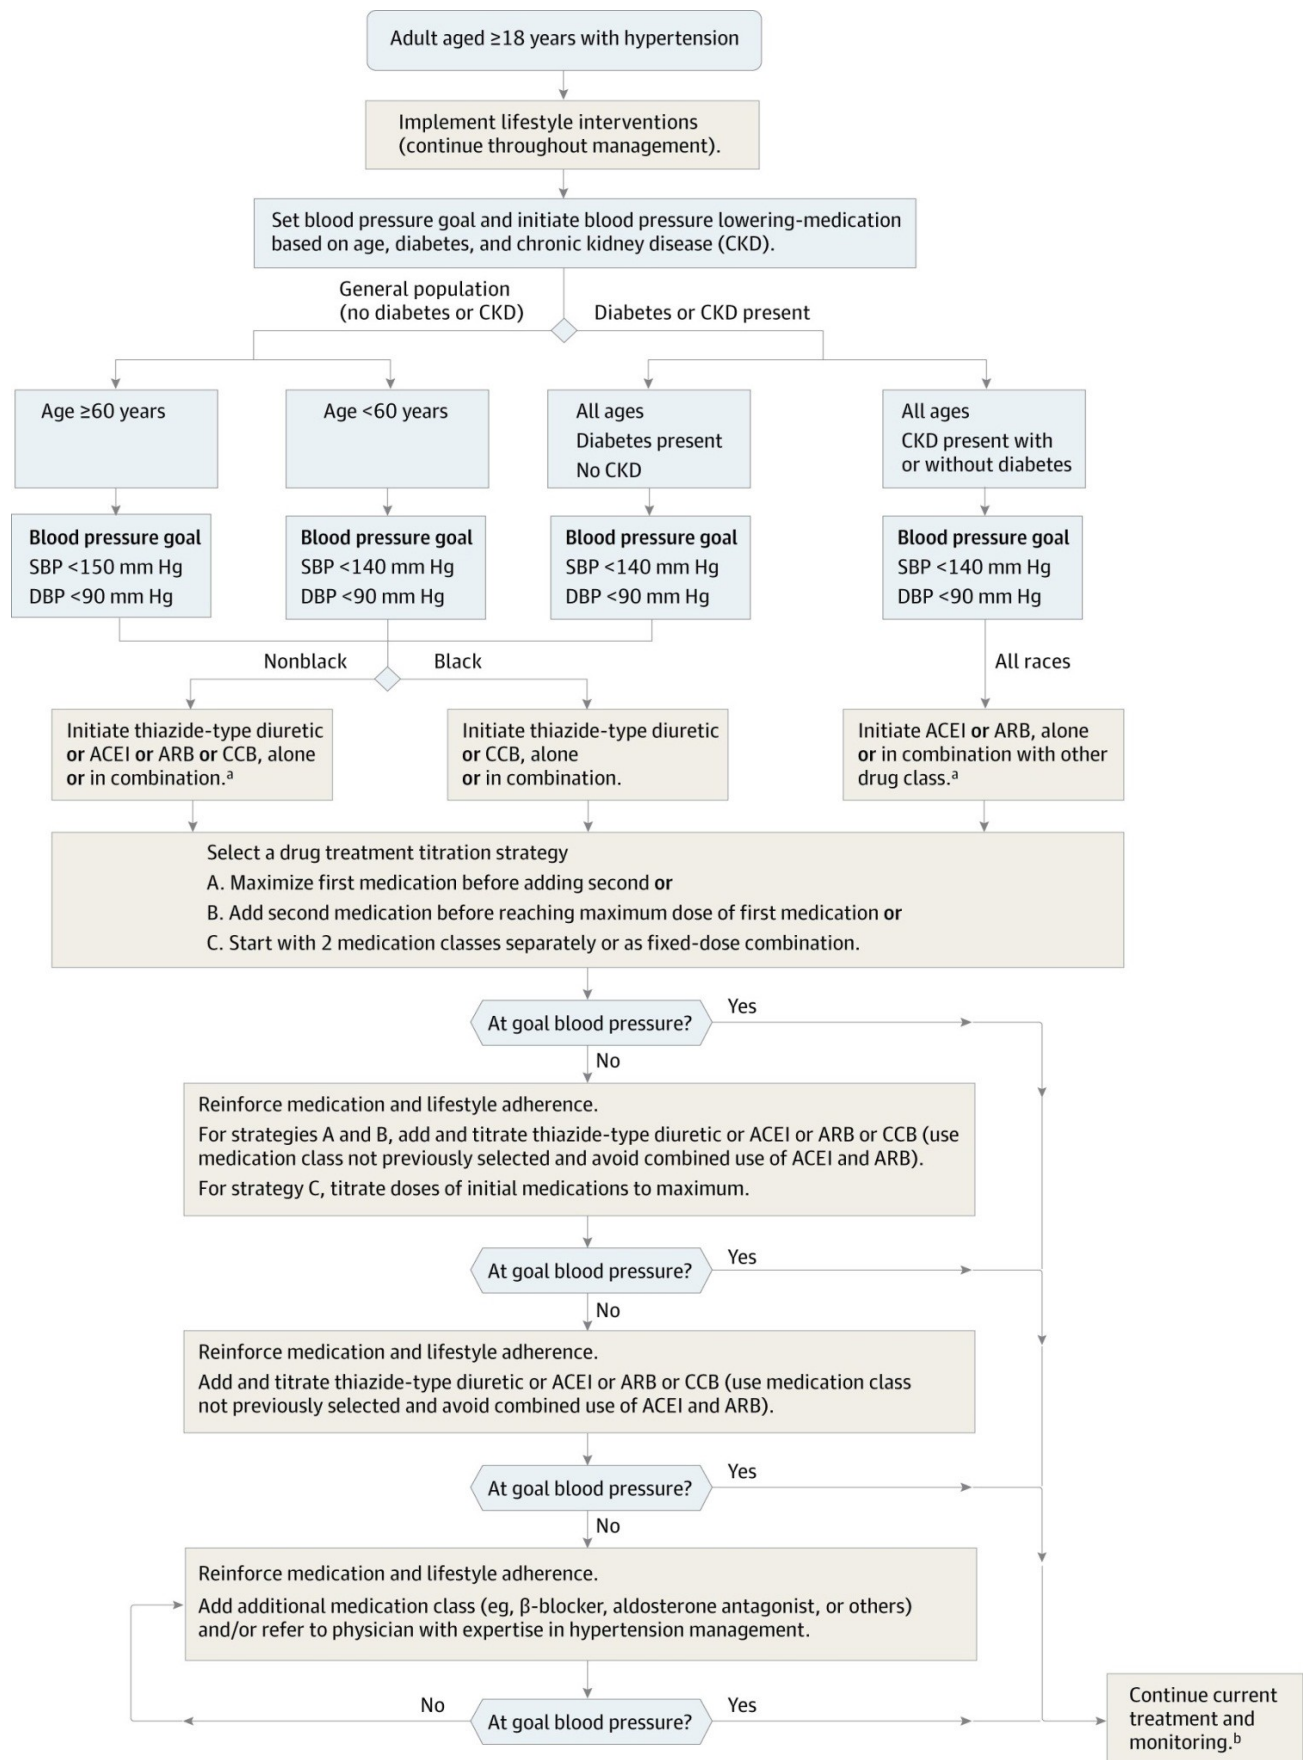 Adult aged ≥18 years with hypertension
Implement lifestyle interventions
(continue throughout management).
Set blood pressure goal and initiate blood pressure lowering-medication
based on age, diabetes, and chronic kidney disease (CKD).
General population
(no diabetes or CKD)
Diabetes or CKD present
Age ≥60 years
Age <60 years
All ages
Diabetes present
No CKD
All ages
CKD present with
or without diabetes
Blood pressure goal
SBP <150 mm Hg
DBP <90 mm Hg
Blood pressure goal
SBP <140 mm Hg
DBP <90 mm Hg
Blood pressure goal
SBP <140 mm Hg
DBP <90 mm Hg
Blood pressure goal
SBP <140 mm Hg
DBP <90 mm Hg
Nonblack
Black
All races
Initiate thiazide-type diuretic
or ACEI or ARB or CCB, alone
or in combination.ᵃ
Initiate thiazide-type diuretic
or CCB, alone
or in combination.
Initiate ACEI or ARB, alone
or in combination with other
drug class.ᵃ
Select a drug treatment titration strategy
A. Maximize first medication before adding second or
B. Add second medication before reaching maximum dose of first medication or
C. Start with 2 medication classes separately or as fixed-dose combination.
At goal blood pressure?
Yes
No
Reinforce medication and lifestyle adherence.
For strategies A and B, add and titrate thiazide-type diuretic or ACEI or ARB or CCB (use
medication class not previously selected and avoid combined use of ACEI and ARB).
For strategy C, titrate doses of initial medications to maximum.
At goal blood pressure?
Yes
No
Reinforce medication and lifestyle adherence.
Add and titrate thiazide-type diuretic or ACEI or ARB or CCB (use medication class
not previously selected and avoid combined use of ACEI and ARB).
At goal blood pressure?
Yes
No
Reinforce medication and lifestyle adherence.
Add additional medication class (eg, β-blocker, aldosterone antagonist, or others)
and/or refer to physician with expertise in hypertension management.
No
At goal blood pressure?
Yes
Continue current
treatment and
monitoring.ᵇ